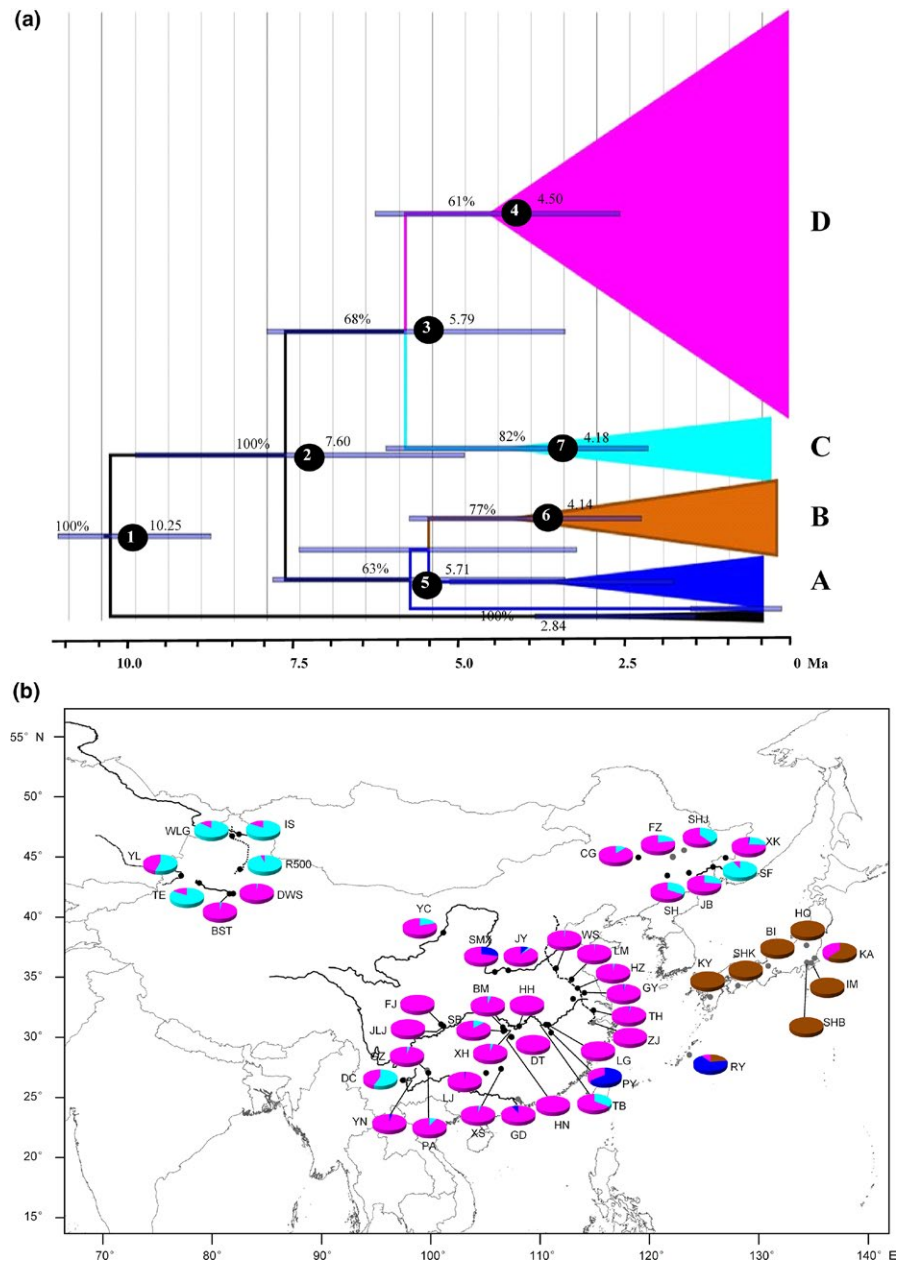 (a)
61%
4
4.50
D
68%
3
5.79
82%
7
4.18
C
100%
2
7.60
77%
6
4.14
B
100%
1
10.25
63%
5
5.71
A
100%
2.84
10.0
7.5
5.0
2.5
0 Ma
(b)
55° N
50°
45°
40°
35°
30°
25°
20°
15°
WLG
IS
YL
R500
TE
DWS
BST
FZ
SHJ
XK
CG
SF
SH
JB
YC
HQ
SMX
JY
WS
BI
LM
SHK
KA
HZ
KY
BM
HH
GY
IM
FJ
SB
TH
JLJ
ZJ
SHB
XH
DT
LG
DC
LJ
PY
RY
TB
YN
PA
XS
GD
HN
70°
80°
90°
100°
110°
120°
130°
140° E